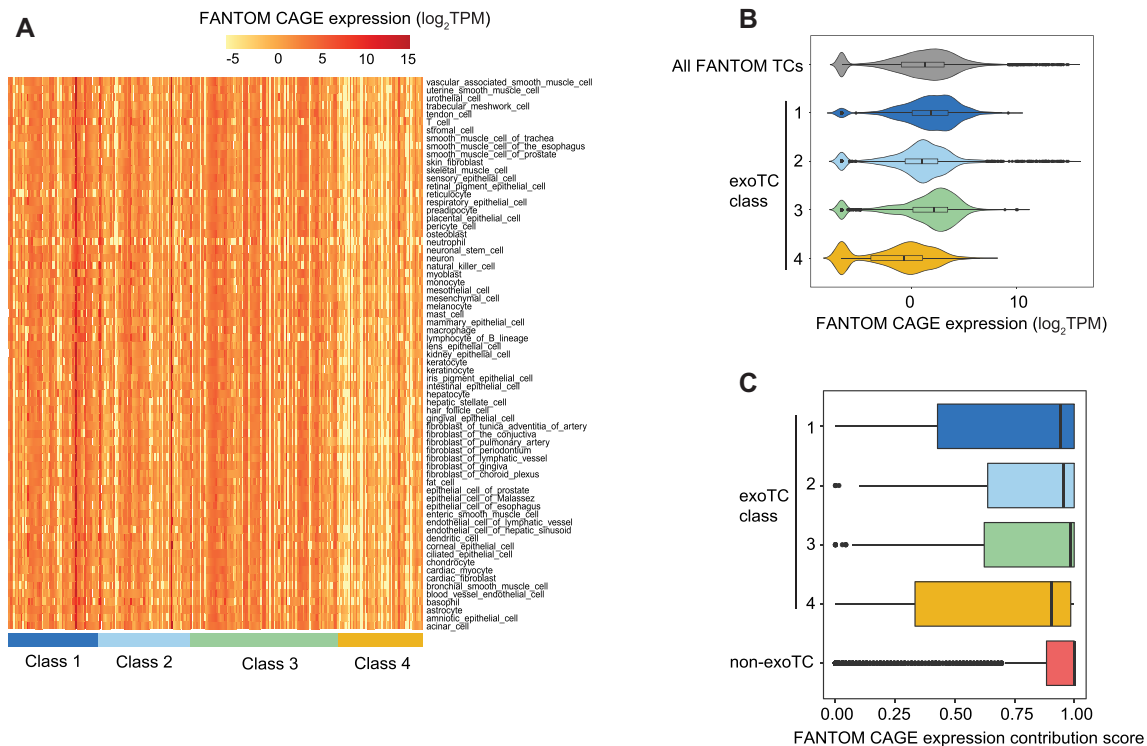 A
FANTOM CAGE expression (log2TPM)
-5 0 5 10 15
vascular_associated_smooth_muscle_cell
uterine_smooth_muscle_cell
urothelial_cell
trabecular_meshwork_cell
tendon_cell
T_cell
stromal_cell
smooth_muscle_cell_of_trachea
smooth_muscle_cell_of_the_esophagus
smooth_muscle_cell_of_prostate
skin_fibroblast
skeletal_muscle_cell
sensory_epithelial_cell
retinal_pigment_epithelial_cell
reticulocyte
respiratory_epithelial_cell
preadipocyte
placental_epithelial_cell
pericyte_cell
osteoblast
neutrophil
neuronal_stem_cell
neuron
natural_killer_cell
myoblast
monocyte
mesothelial_cell
mesenchymal_cell
melanocyte
mast_cell
mammary_epithelial_cell
macrophage
lymphocyte_of_B_lineage
lens_epithelial_cell
kidney_epithelial_cell
keratocyte
keratinocyte
iris_pigment_epithelial_cell
intestinal_epithelial_cell
hepatocyte
hepatic_stellate_cell
hair_follicle_cell
gingival_epithelial_cell
fibroblast_of_tunica_adventitia_of_artery
fibroblast_of_the_conjuctiva
fibroblast_of_pulmonary_artery
fibroblast_of_periodontium
fibroblast_of_lymphatic_vessel
fibroblast_of_gingiva
fibroblast_of_choroid_plexus
fat_cell
epithelial_cell_of_prostate
epithelial_cell_of_Malassez
epithelial_cell_of_esophagus
enteric_smooth_muscle_cell
endothelial_cell_of_lymphatic_vessel
endothelial_cell_of_hepatic_sinusoid
dendritic_cell
corneal_epithelial_cell
ciliated_epithelial_cell
chondrocyte
cardiac_myocyte
cardiac_fibroblast
bronchial_smooth_muscle_cell
blood_vessel_endothelial_cell
basophil
astrocyte
amniotic_epithelial_cell
acinar_cell
Class 1 Class 2 Class 3 Class 4
B
All FANTOM TCs
1
2
exoTC
class
3
4
0 10
FANTOM CAGE expression (log2TPM)
C
1
2
exoTC
class
3
4
non-exoTC
0.00 0.25 0.50 0.75 1.00
FANTOM CAGE expression contribution score